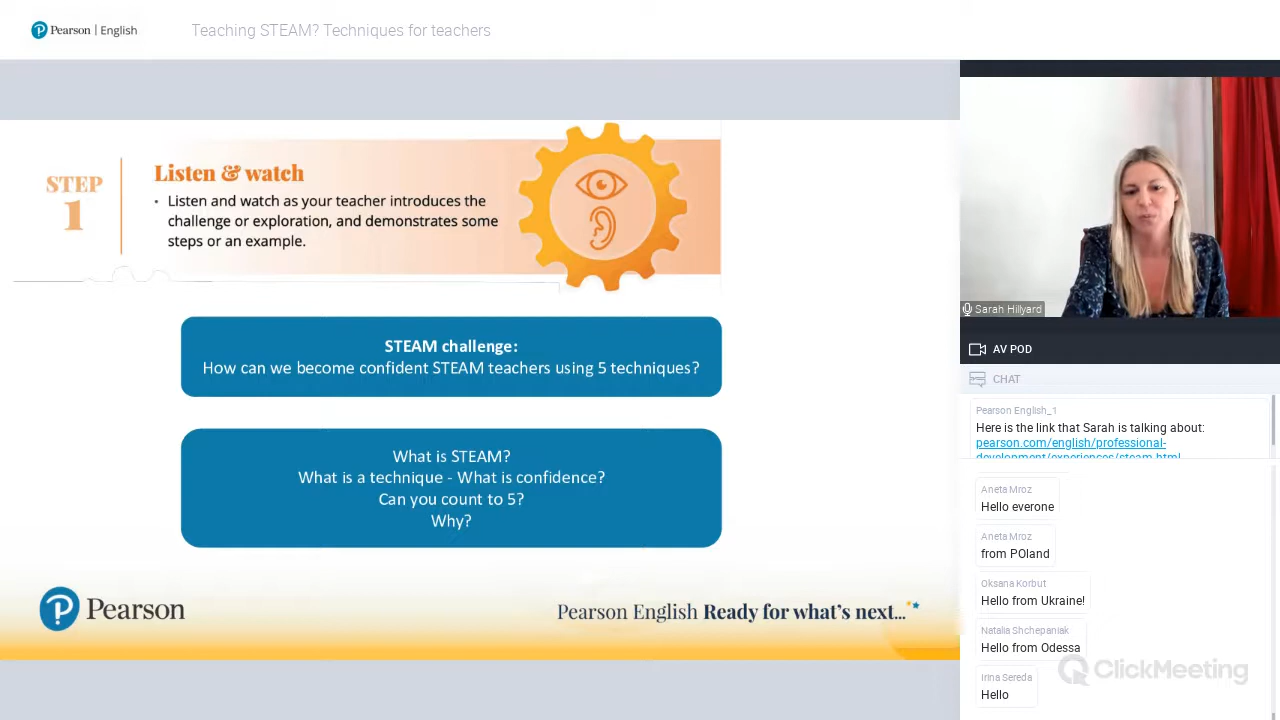 Pearson | English
Teaching STEAM? Techniques for teachers
STEP
1
Listen & watch
• Listen and watch as your teacher introduces the
challenge or exploration, and demonstrates some
steps or an example.
STEAM challenge:
How can we become confident STEAM teachers using 5 techniques?
What is STEAM?
What is a technique - What is confidence?
Can you count to 5?
Why?
Pearson
Pearson English Ready for what's next...
Sarah Hillyard
AV POD
CHAT
Pearson English_1
Here is the link that Sarah is talking about:
pearson.com/english/professional-
development/experiences/steam.html
Aneta Mroz
Hello everone
Aneta Mroz
from POland
Oksana Korbut
Hello from Ukraine!
Natalia Shchepaniak
Hello from Odessa
Irina Sereda
Hello
ClickMeeting